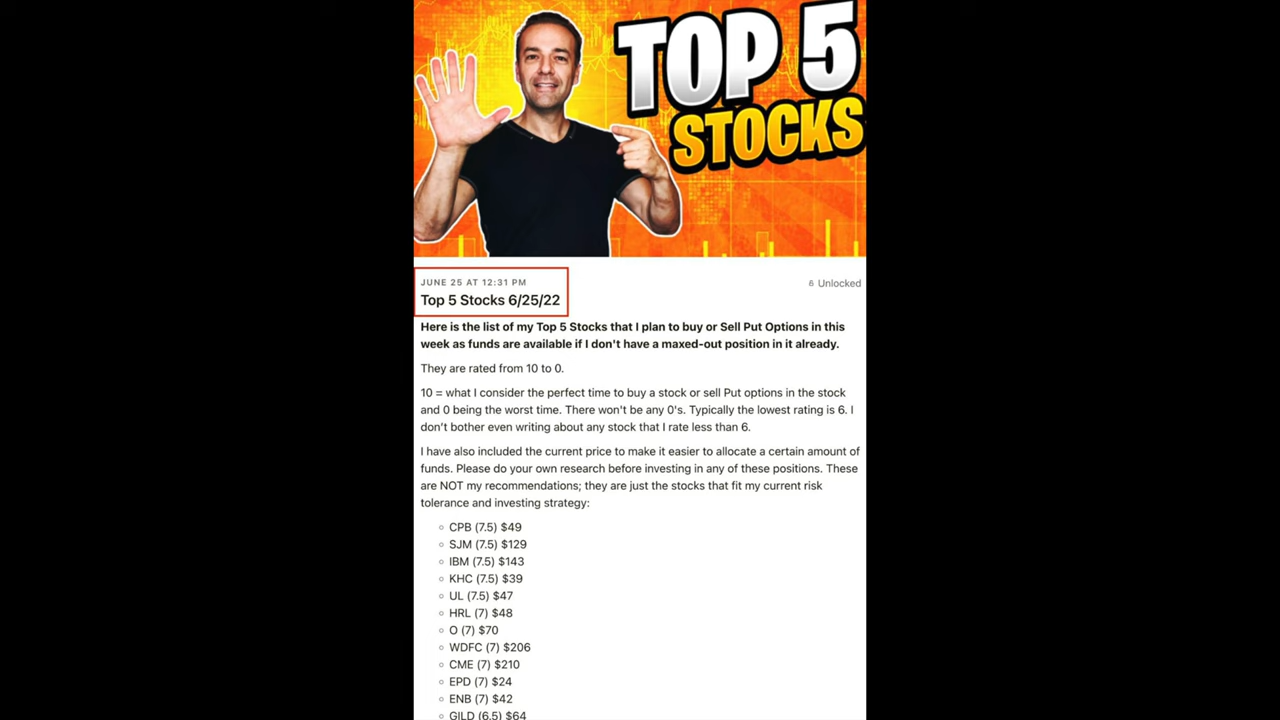 TOP 5
STOCKS
JUNE 25 AT 12:31 PM
Unlocked
Top 5 Stocks 6/25/22
Here is the list of my Top 5 Stocks that I plan to buy or Sell Put Options in this
week as funds are available if I don't have a maxed-out position in it already.
They are rated from 10 to 0.
10 = what I consider the perfect time to buy a stock or sell Put options in the stock
and 0 being the worst time. There won't be any 0's. Typically the lowest rating is 6. I
don't bother even writing about any stock that I rate less than 6.
I have also included the current price to make it easier to allocate a certain amount of
funds. Please do your own research before investing in any of these positions. These
are NOT my recommendations; they are just the stocks that fit my current risk
tolerance and investing strategy:
CPB (7.5) $49
SJM (7.5) $129
IBM (7.5) $143
KHC (7.5) $39
UL (7.5) $47
HRL (7) $48
O (7) $70
WDFC (7) $206
CME (7) $210
EPD (7) $24
ENB (7) $42
GILD (6.5) $64